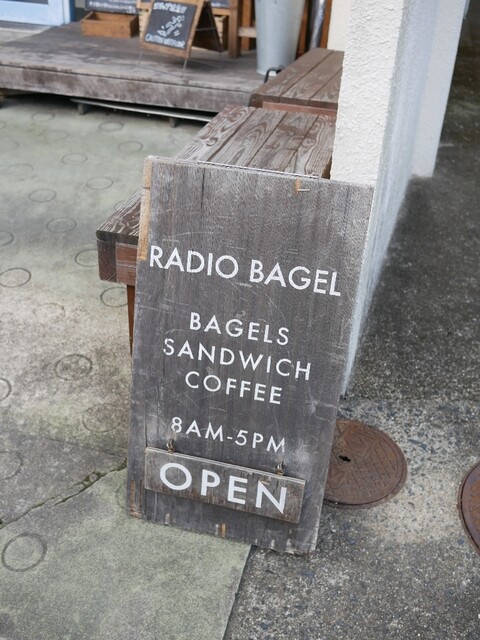 RADIO BAGEL
BAGELS
SANDWICH
COFFEE
8AM-5PM
OPEN